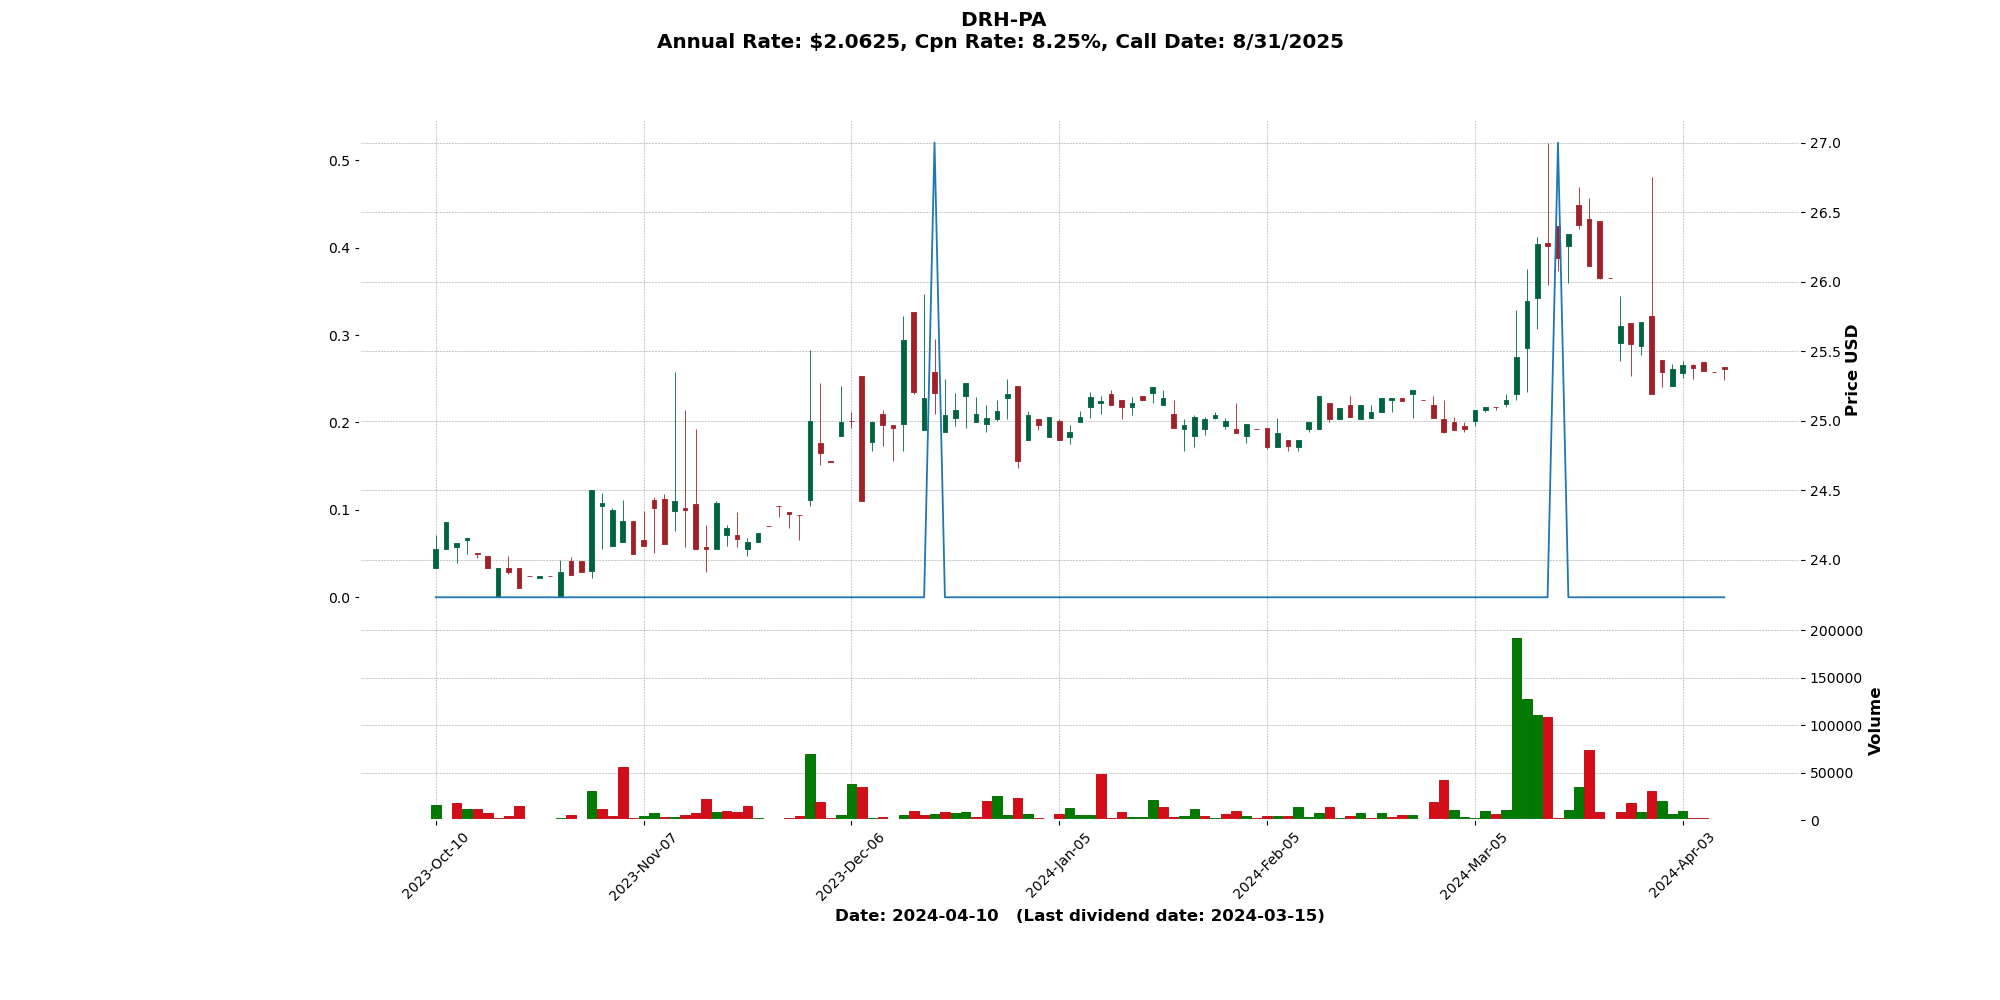 DRH-PA
Annual Rate: $2.0625, Cpn Rate: 8.25%, Call Date: 8/31/2025
0.5
0.4
0.3
0.2
0.1
0.0
27.0
26.5
26.0
25.5
25.0
24.5
24.0
Price USD
200000
150000
100000
50000
0
Volume
2023-Oct-10
2023-Nov-07
2023-Dec-06
2024-Jan-05
2024-Feb-05
2024-Mar-05
2024-Apr-03
Date: 2024-04-10 (Last dividend date: 2024-03-15)